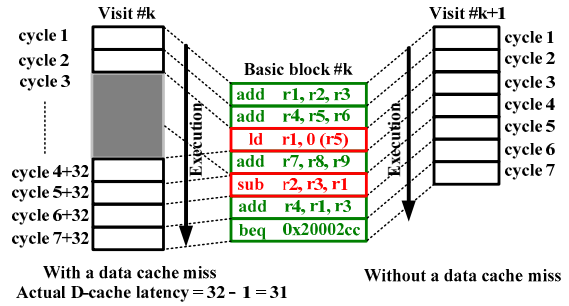 Visit #k
cycle 1
cycle 2
cycle 3
cycle 4+32
cycle 5+32
cycle 6+32
cycle 7+32
Execution
With a data cache miss
Actual D-cache latency = 32 - 1 = 31
Basic block #k
add r1, r2, r3
add r4, r5, r6
ld r1, 0 (r5)
add r7, r8, r9
sub r2, r3, r1
add r4, r1, r3
beq 0x20002cc
Visit #k+1
cycle 1
cycle 2
cycle 3
cycle 4
cycle 5
cycle 6
cycle 7
Execution
Without a data cache miss